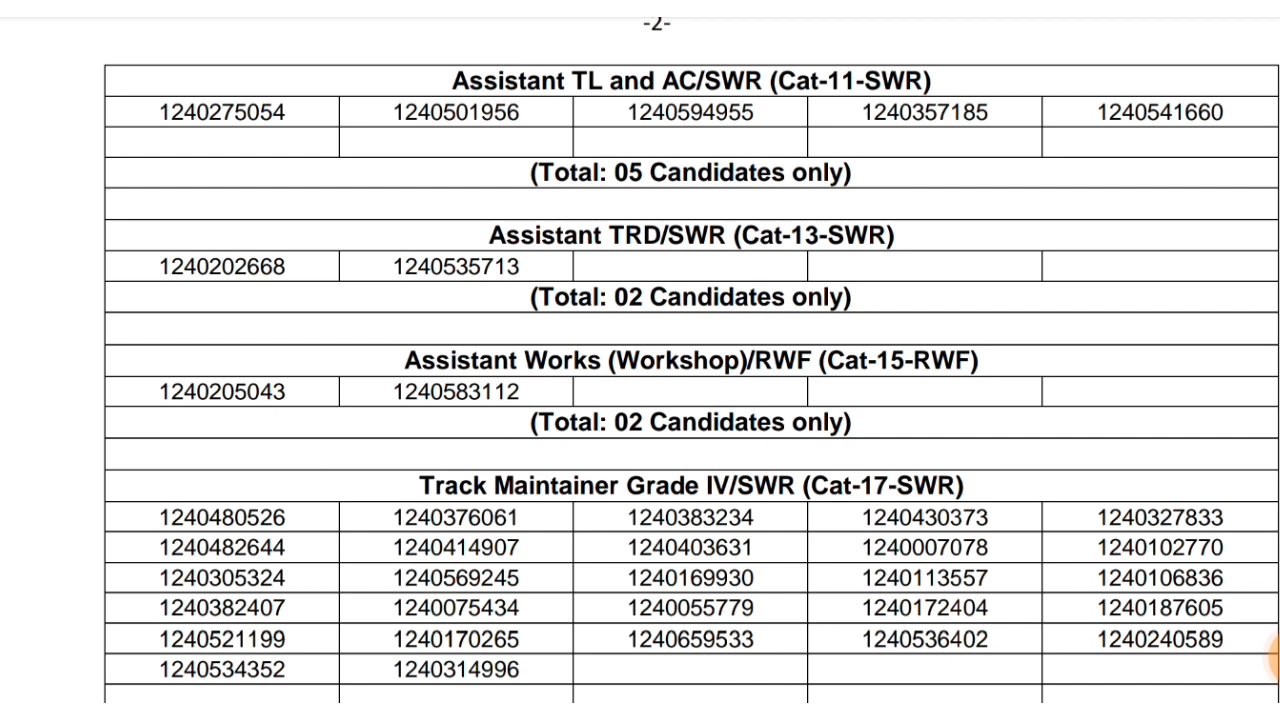 -2-
Assistant TL and AC/SWR (Cat-11-SWR)
1240275054 1240501956 1240594955 1240357185 1240541660
(Total: 05 Candidates only)
Assistant TRD/SWR (Cat-13-SWR)
1240202668 1240535713
(Total: 02 Candidates only)
Assistant Works (Workshop)/RWF (Cat-15-RWF)
1240205043 1240583112
(Total: 02 Candidates only)
Track Maintainer Grade IV/SWR (Cat-17-SWR)
1240480526 1240376061 1240383234 1240430373 1240327833
1240482644 1240414907 1240403631 1240007078 1240102770
1240305324 1240569245 1240169930 1240113557 1240106836
1240382407 1240075434 1240055779 1240172404 1240187605
1240521199 1240170265 1240659533 1240536402 1240240589
1240534352 1240314996